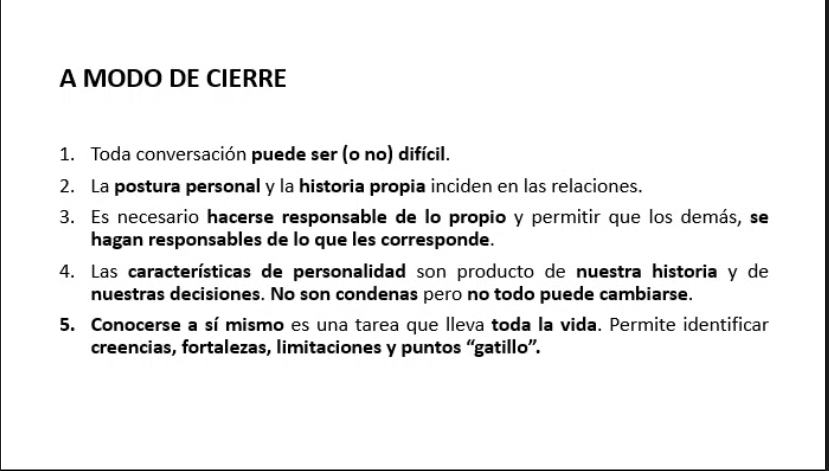 A MODO DE CIERRE
1. Toda conversación puede ser (o no) difícil.
2. La postura personal y la historia propia inciden en las relaciones.
3. Es necesario hacerse responsable de lo propio y permitir que los demás, se
hagan responsables de lo que les corresponde.
4. Las características de personalidad son producto de nuestra historia y de
nuestras decisiones. No son condenas pero no todo puede cambiarse.
5. Conocerse a sí mismo es una tarea que lleva toda la vida. Permite identificar
creencias, fortalezas, limitaciones y puntos “gatillo”.